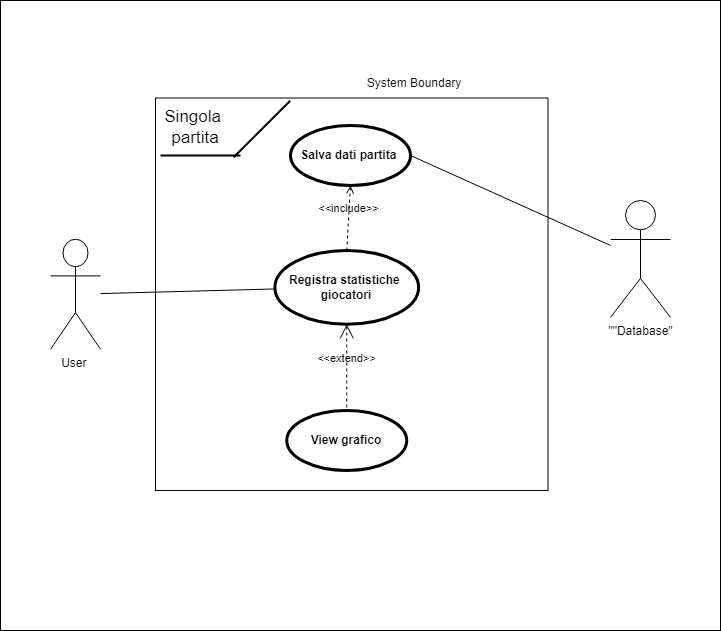 System Boundary
Singola
partita
Salva dati partita
<<include>>
Registra statistiche
giocatori
User
""Database"
<<extend>>
View grafico